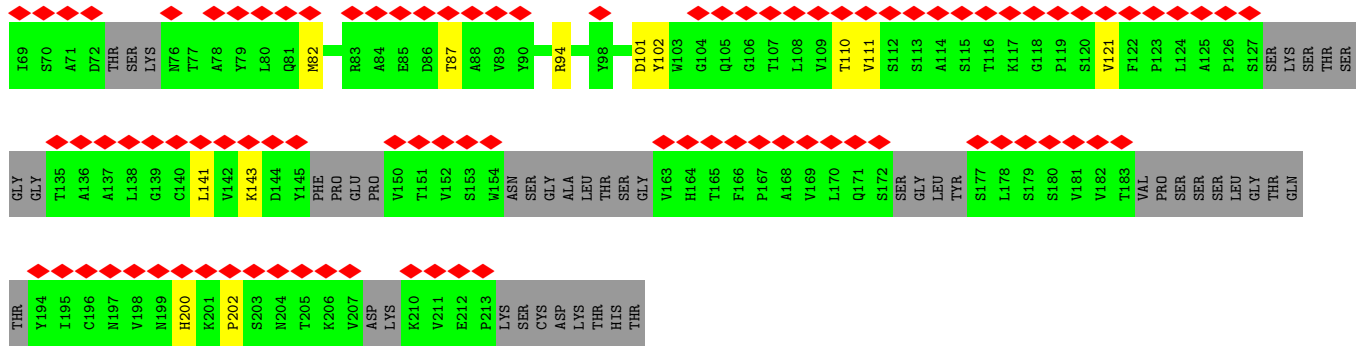 I69 S70 A71 D72 THR SER LYS N76 T77 A78 Y79 L80 Q81 M82 R83 A84 E85 D86 T87 A88 V89 Y90 R94 Y98 D101 Y102 W103 G104 Q105 G106 T107 L108 V109 T110 V111 S112 S113 A114 S115 T116 K117 G118 P119 S120 V121 F122 P123 L124 A125 P126 S127 SER LYS SER THR SER
GLY GLY T135 A136 A137 L138 G139 C140 L141 V142 K143 D144 Y145 PHE PRO GLU PRO V150 T151 V152 S153 W154 ASN SER GLY ALA LEU THR SER GLY V163 H164 T165 F166 P167 A168 V169 L170 Q171 S172 SER GLY LEU TYR S177 L178 S179 S180 V181 V182 T183 VAL PRO SER SER SER LEU GLY THR GLN
THR Y194 I195 C196 N197 V198 N199 H200 K201 P202 S203 N204 T205 K206 V207 ASP LYS K210 V211 E212 P213 LYS SER CYS ASP LYS THR HIS THR